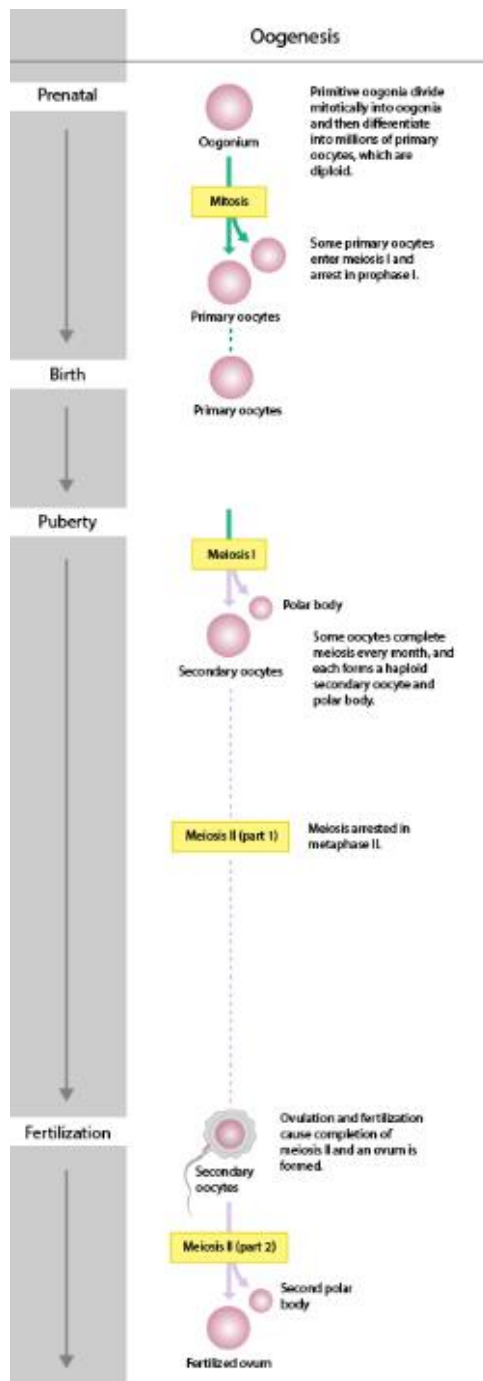 Oogenesis
Prenatal
Primitive oogonia divide
mitotically into oogonia
and then differentiate
into millions of primary
oocytes, which are
diploid.
Oogonium
Mitosis
Some primary oocytes
enter meiosis I and
arrest in prophase I.
Primary oocytes
Birth
Primary oocytes
Puberty
Meiosis I
Polar body
Some oocytes complete
meiosis every month, and
each forms a haploid
secondary oocyte and
polar body.
Secondary oocytes
Meiosis II (part 1)
Meiosis arrested in
metaphase II.
Fertilization
Ovulation and fertilization
cause completion of
meiosis II and an ovum is
formed.
Secondary
oocytes
Meiosis II (part 2)
Second polar
body
Fertilized ovum